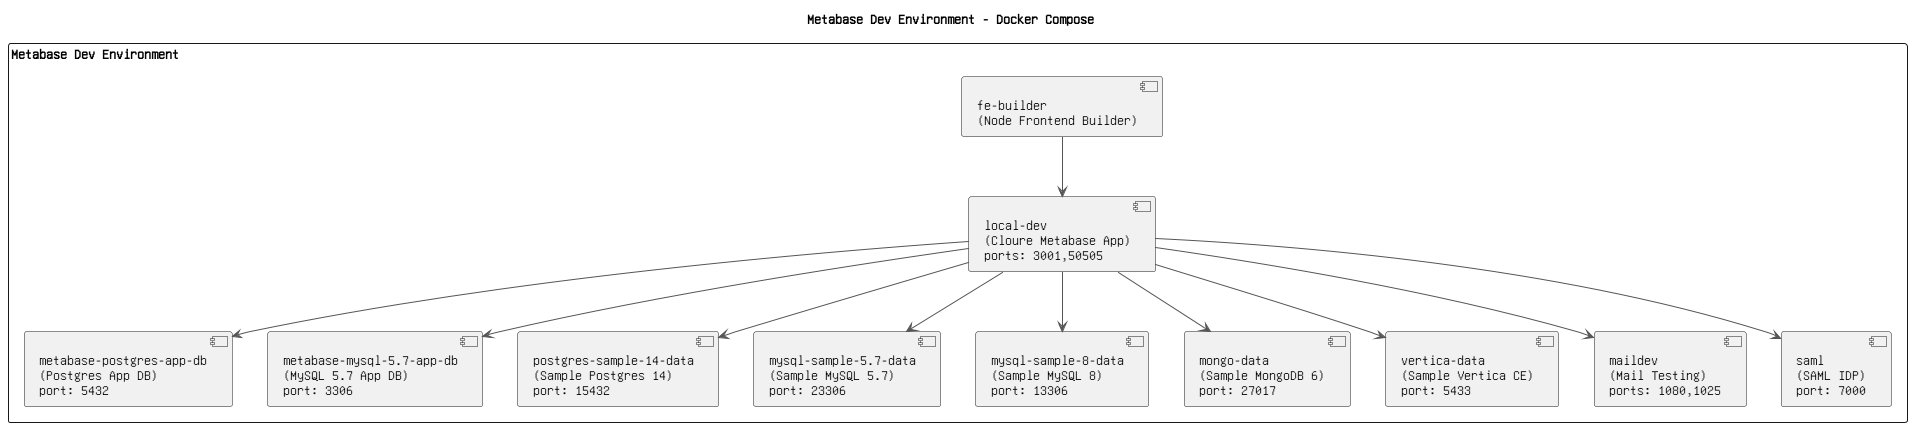 Metabase Dev Environment - Docker Compose
Metabase Dev Environment
fe-builder
(Node Frontend Builder)
local-dev
(Cloure Metabase App)
ports: 3001,50505
metabase-postgres-app-db
(Postgres App DB)
port: 5432
metabase-mysql-5.7-app-db
(MySQL 5.7 App DB)
port: 3306
postgres-sample-14-data
(Sample Postgres 14)
port: 15432
mysql-sample-5.7-data
(Sample MySQL 5.7)
port: 23306
mysql-sample-8-data
(Sample MySQL 8)
port: 13306
mongo-data
(Sample MongoDB 6)
port: 27017
vertica-data
(Sample Vertica CE)
port: 5433
maildev
(Mail Testing)
ports: 1080,1025
saml
(SAML IDP)
port: 7000